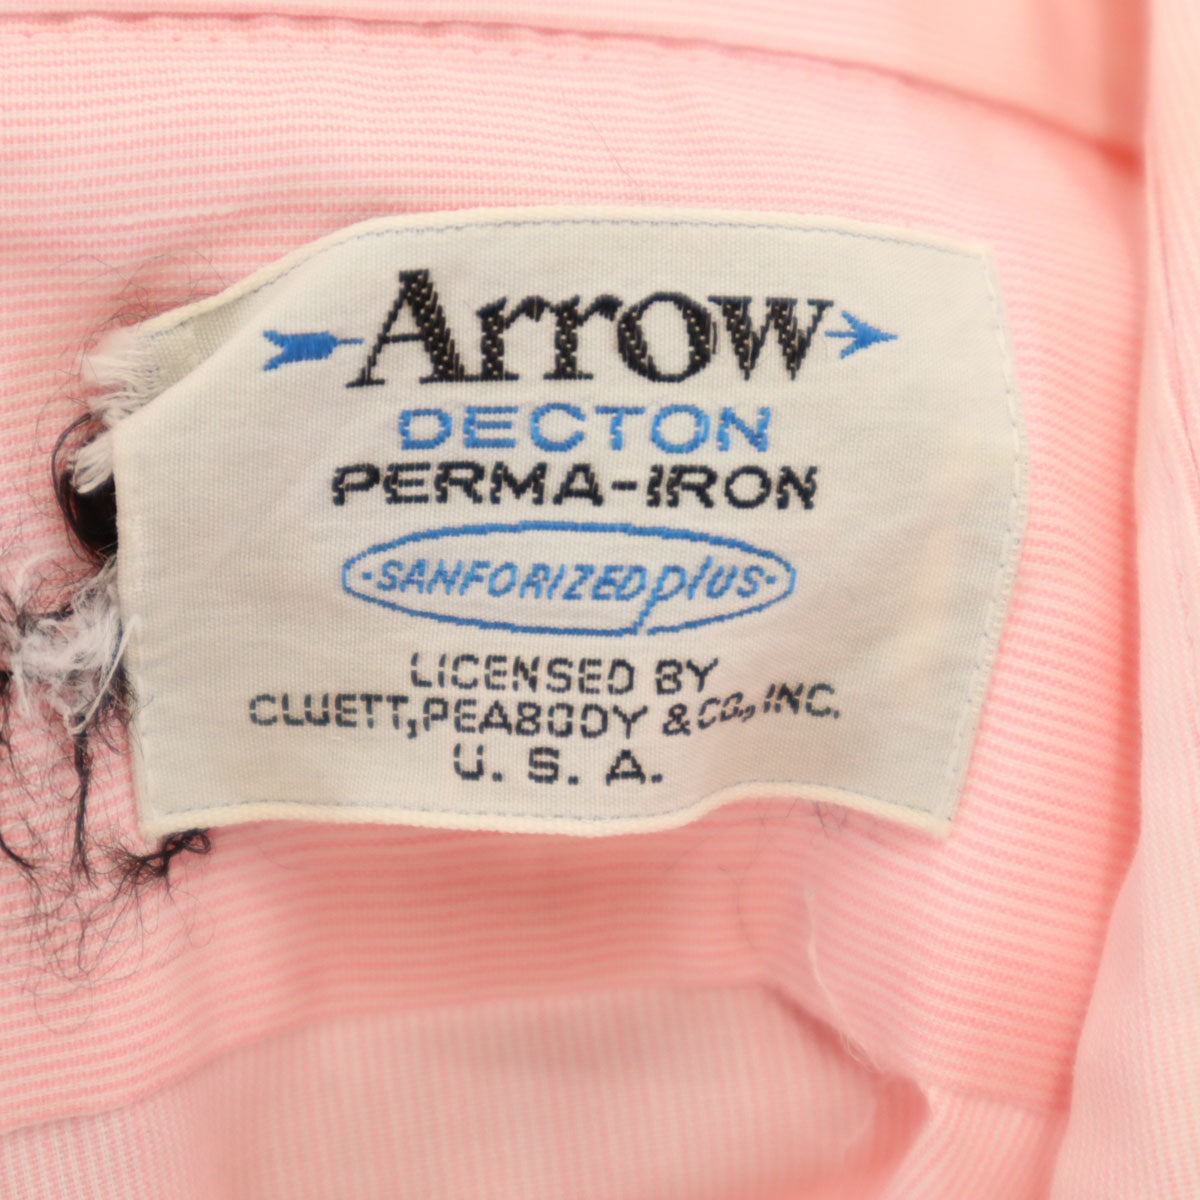 Arrow
DECTON
PERMA-IRON
·SANFORIZED plus·
LICENSED BY
CLUETT, PEABODY & CO., INC.
U. S. A.